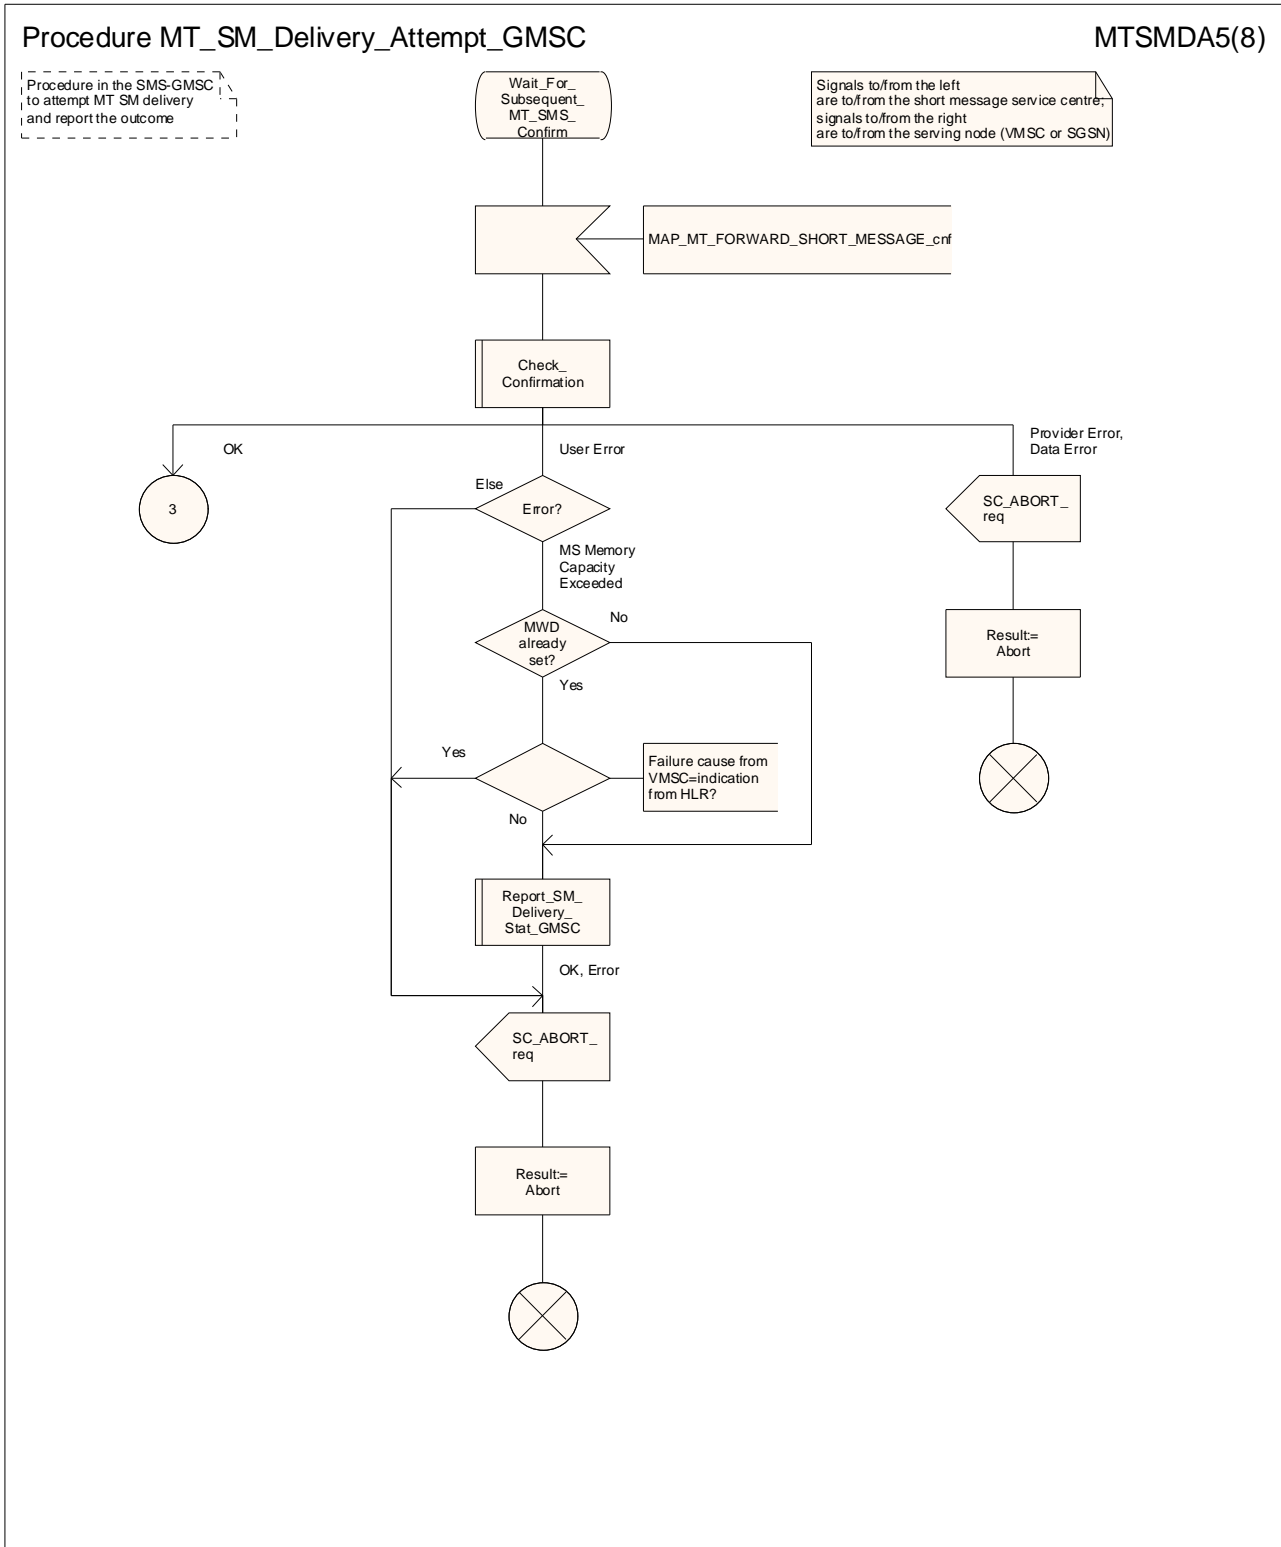 Procedure MT_SM_Delivery_Attempt_GMSC
MTSMDA5(8)
Procedure in the SMS-GMSC
to attempt MT SM delivery
and report the outcome
Wait_For_
Subsequent_
MT_SMS_
Confirm
Signals to/from the left
are to/from the short message service centre;
signals to/from the right
are to/from the serving node (VMSC or SGSN)
MAP_MT_FORWARD_SHORT_MESSAGE_cnf
Check_
Confirmation
OK
User Error
Provider Error,
Data Error
3
Else
Error?
SC_ABORT_
req
MS Memory
Capacity
Exceeded
MWD
already
set?
No
Yes
Result:=
Abort
Yes
Failure cause from
VMSC=indication
from HLR?
No
Report_SM_
Delivery_
Stat_GMSC
OK, Error
SC_ABORT_
req
Result:=
Abort